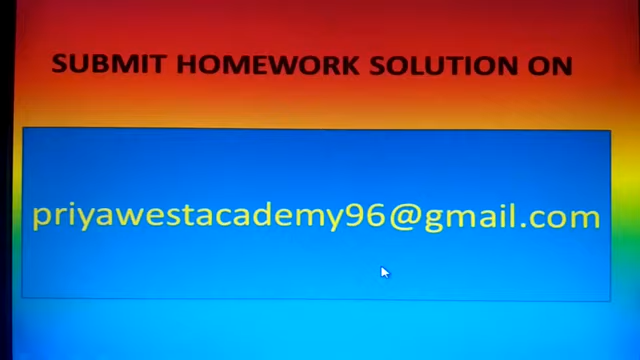 SUBMIT HOMEWORK SOLUTION ON
priyawestacademy96@gmail.com